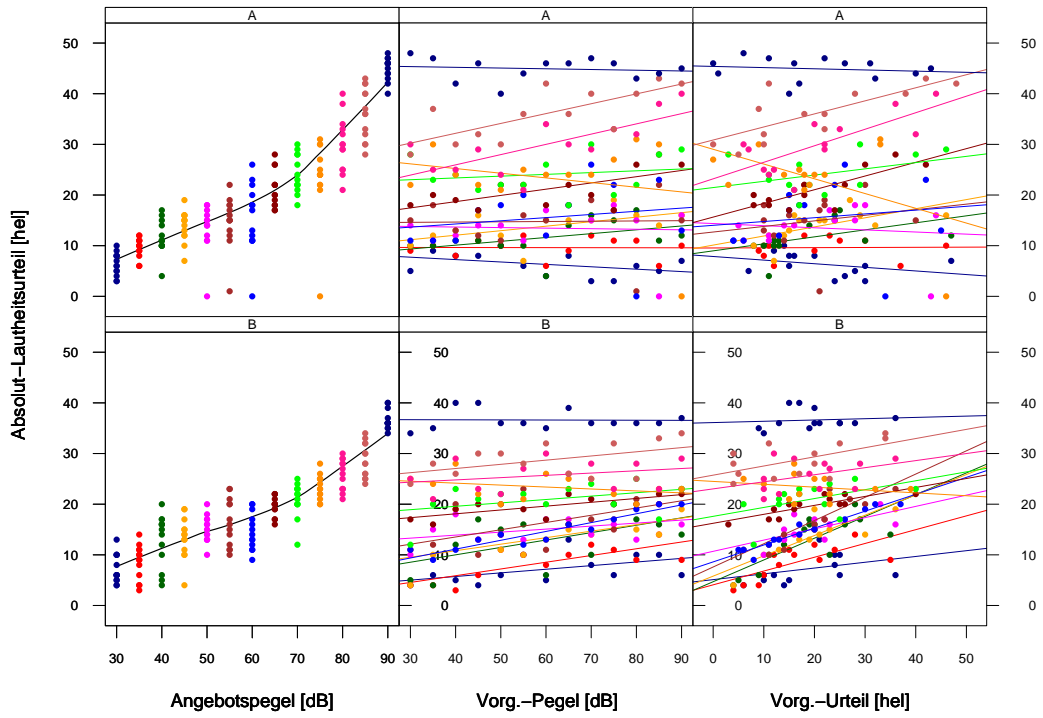 A A A
50 50
40 40
30 30
20 20
10 10
0 0
B B B
50 50 50 50
40 40 40 40
30 30 30 30
20 20 20 20
10 10 10 10
0 0 0 0
30 40 50 60 70 80 90 30 40 50 60 70 80 90 0 10 20 30 40 50
Angebotspegel [dB] Vorg.−Pegel [dB] Vorg.−Urteil [hel]
Absolut−Lautheitsurteil [hel]